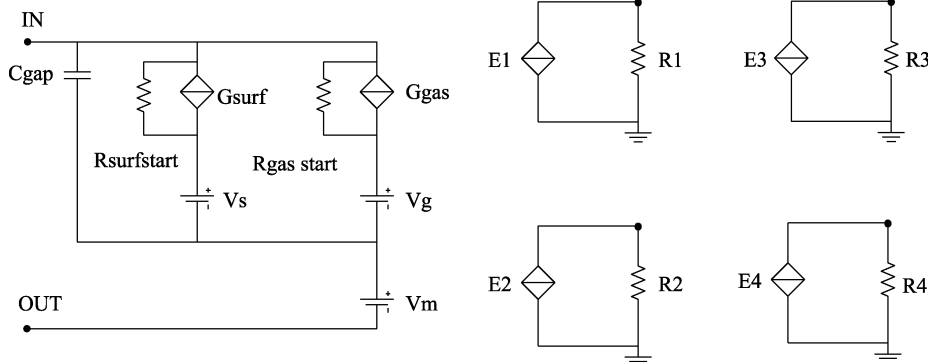 IN
Cgap
Gsurf
Ggas
Rsurfstart
Rgas start
Vs
Vg
OUT
Vm
E1
R1
E3
R3
E2
R2
E4
R4